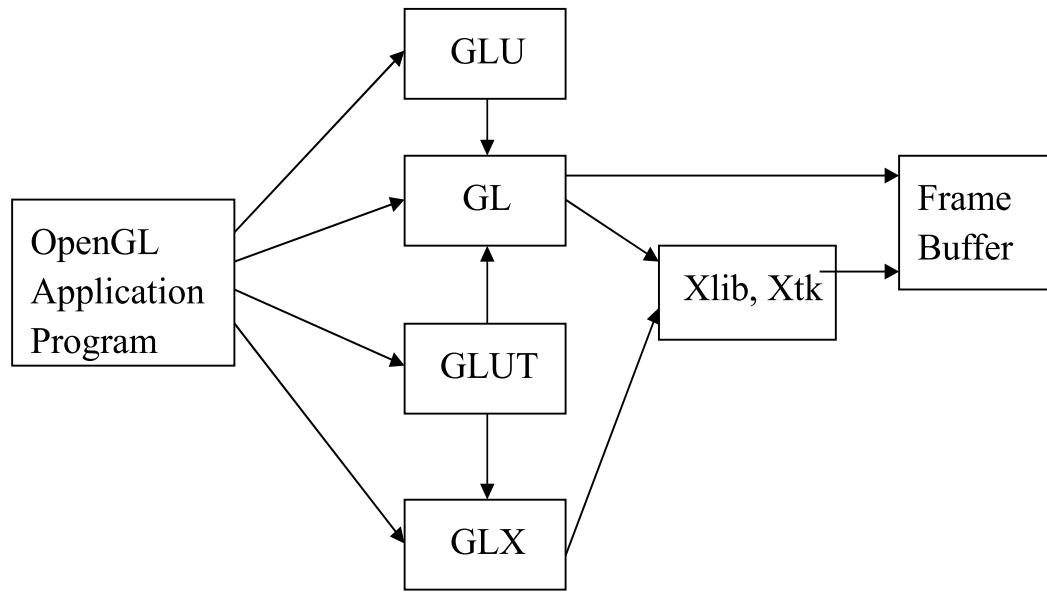 GLU
GL
OpenGL
Application
Program
GLUT
GLX
Xlib, Xtk
Frame
Buffer